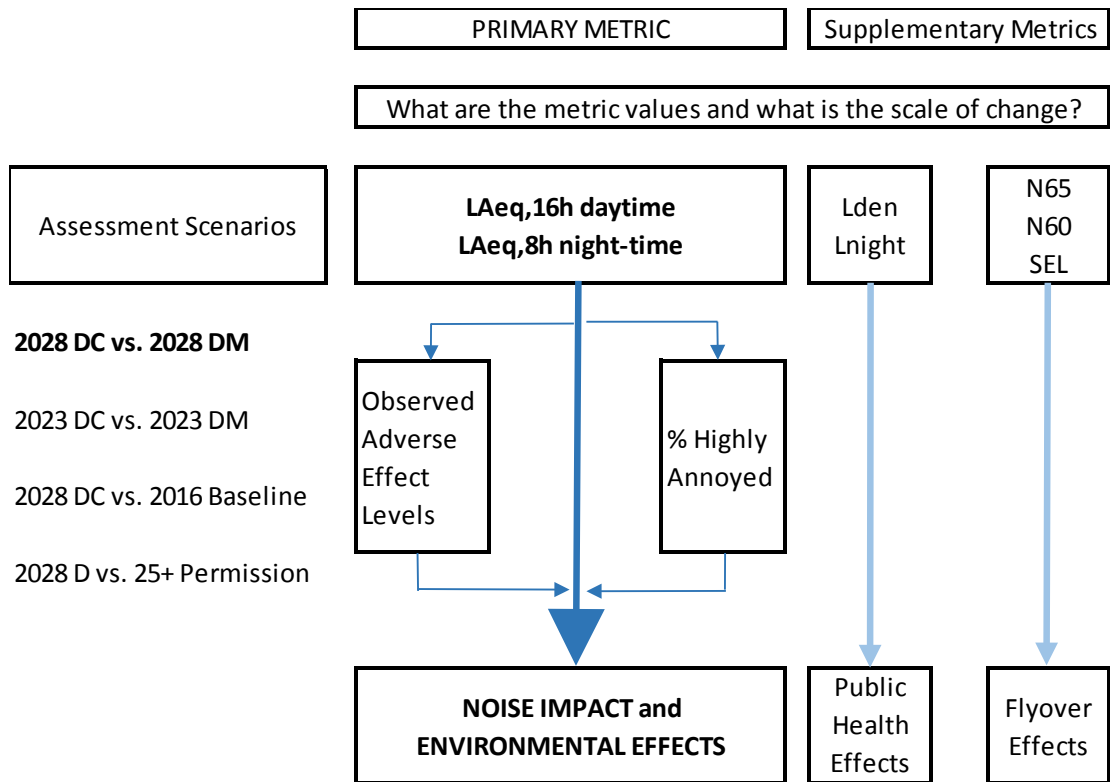 PRIMARY METRIC
Supplementary Metrics
What are the metric values and what is the scale of change?
Assessment Scenarios
LAeq,16h daytime
LAeq,8h night-time
Lden
Lnight
N65
N60
SEL
2028 DC vs. 2028 DM
2023 DC vs. 2023 DM
2028 DC vs. 2016 Baseline
2028 D vs. 25+ Permission
Observed
Adverse
Effect
Levels
% Highly
Annoyed
NOISE IMPACT and
ENVIRONMENTAL EFFECTS
Public
Health
Effects
Flyover
Effects